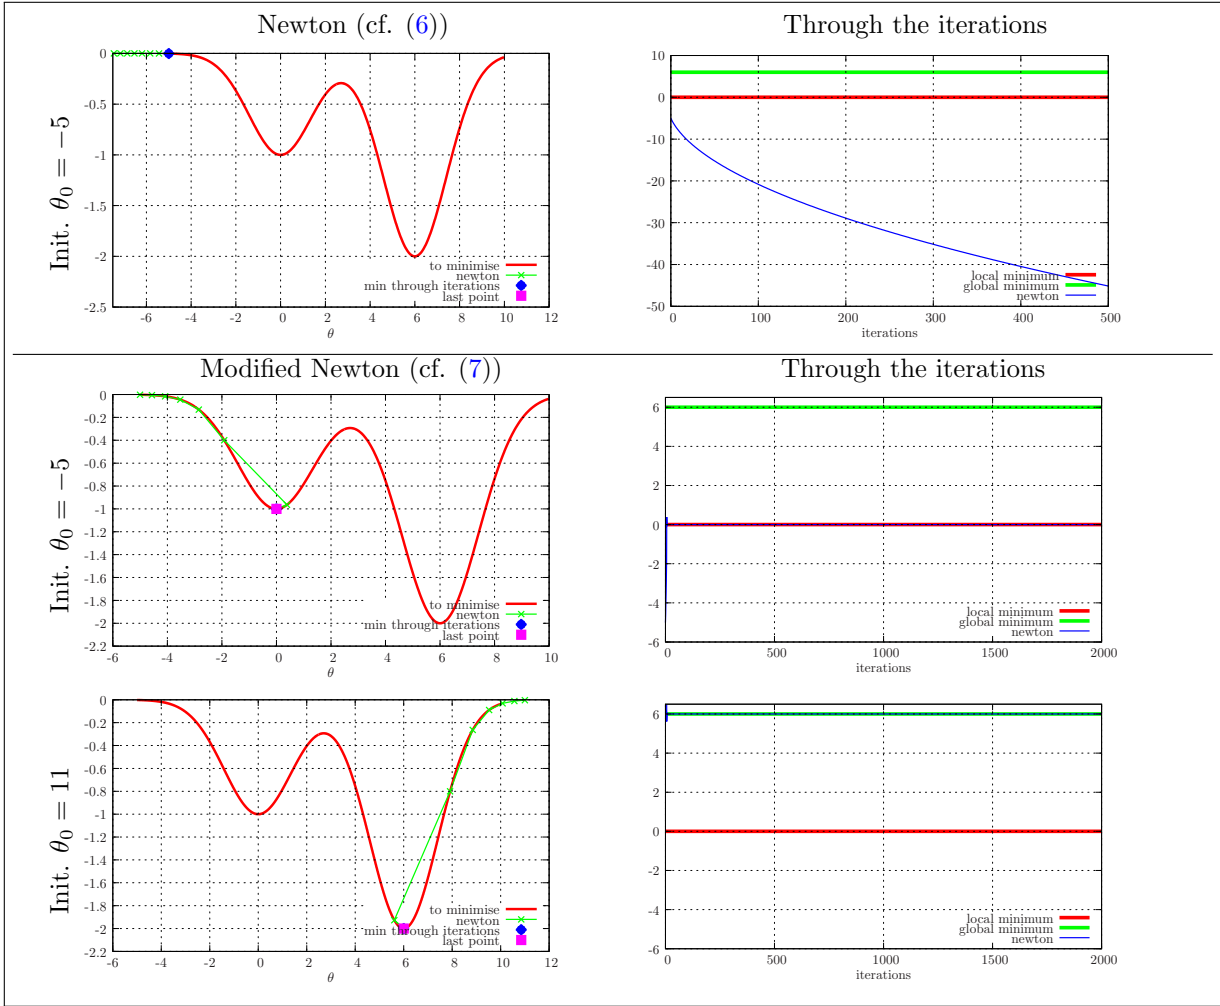 Newton (cf. (6))
Through the iterations
Init. θ0 = −5
0
-0.5
-1
-1.5
-2
-2.5
-6 -4 -2 0 2 4 6 8 10 12
θ
to minimise
newton
min through iterations
last point
10
0
-10
-20
-30
-40
-50
0 100 200 300 400 500
iterations
local minimum
global minimum
newton
Modified Newton (cf. (7))
Through the iterations
Init. θ0 = −5
0
-0.2
-0.4
-0.6
-0.8
-1
-1.2
-1.4
-1.6
-1.8
-2
-2.2
-6 -4 -2 0 2 4 6 8 10
θ
to minimise
newton
min through iterations
last point
6
4
2
0
-2
-4
-6
0 500 1000 1500 2000
iterations
local minimum
global minimum
newton
Init. θ0 = 11
0
-0.2
-0.4
-0.6
-0.8
-1
-1.2
-1.4
-1.6
-1.8
-2
-2.2
-6 -4 -2 0 2 4 6 8 10 12
θ
to minimise
newton
min through iterations
last point
6
4
2
0
-2
-4
-6
0 500 1000 1500 2000
iterations
local minimum
global minimum
newton